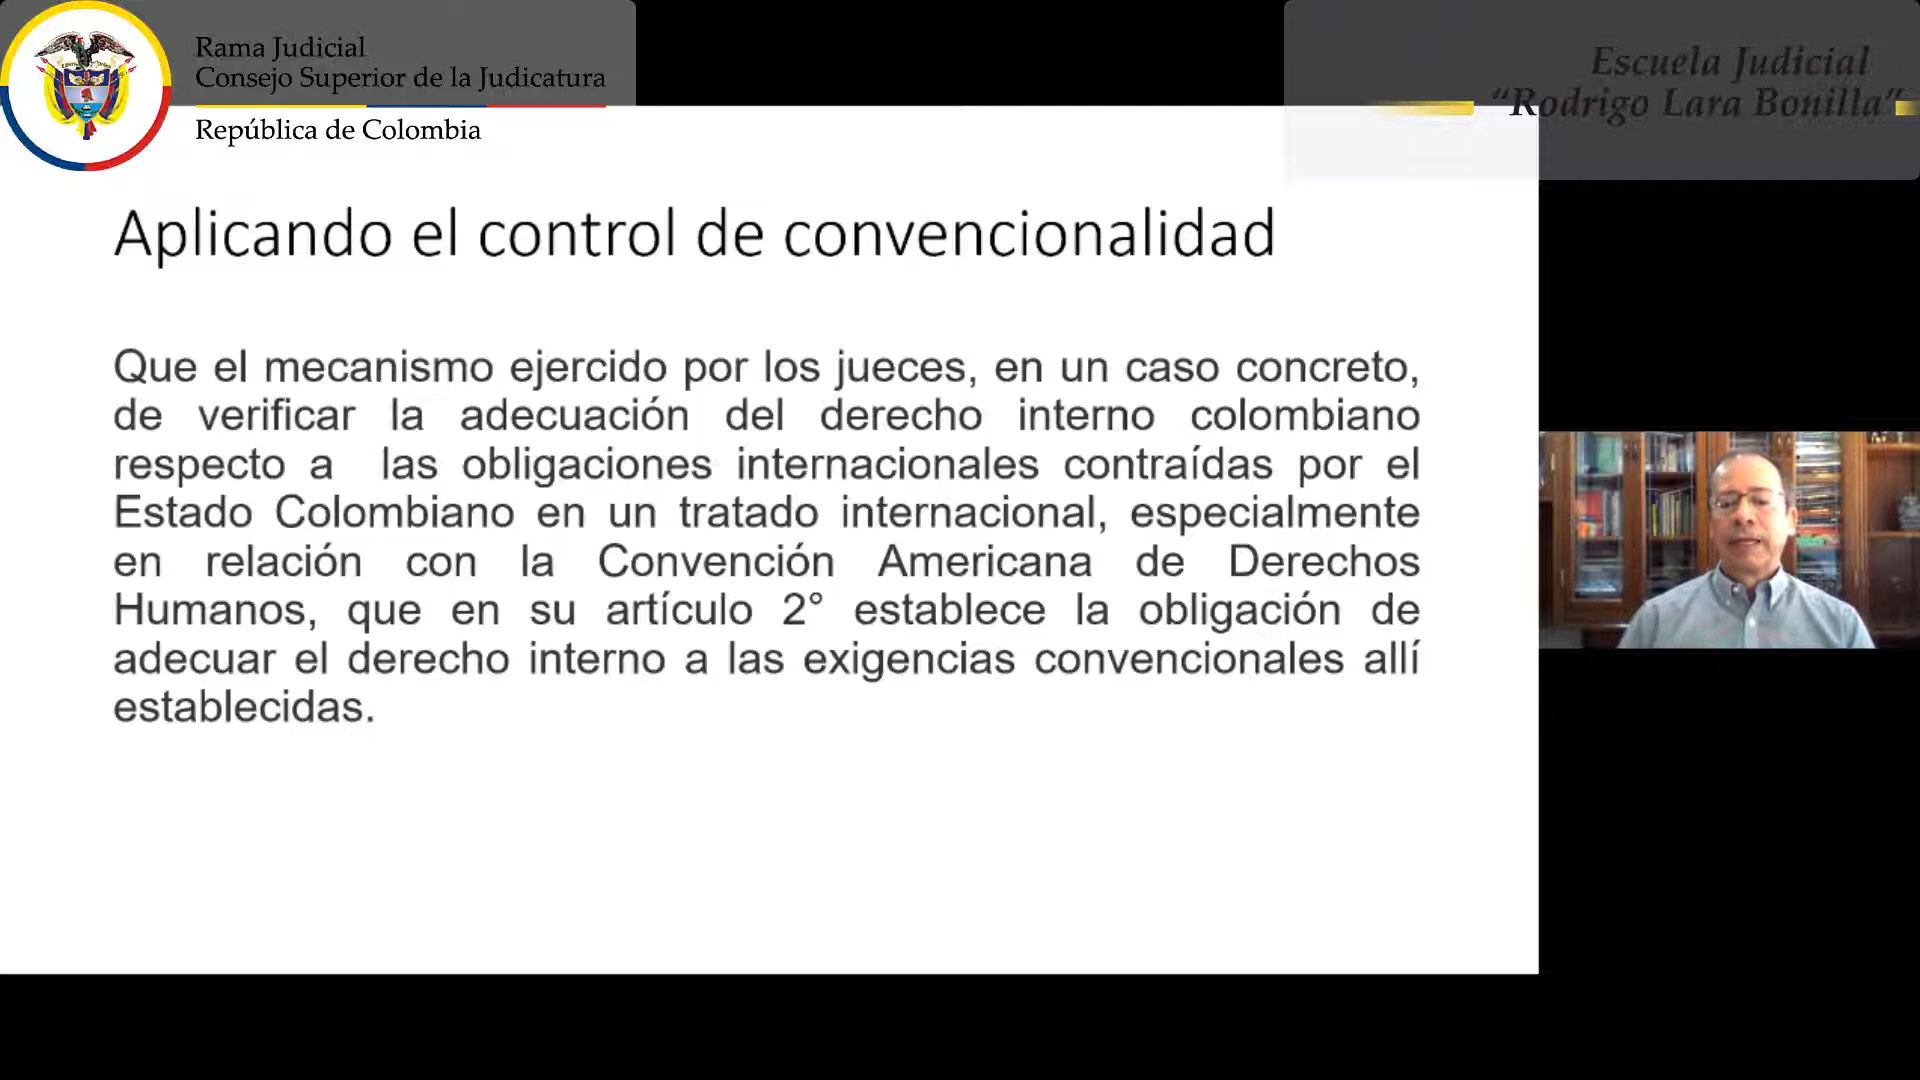 Rama Judicial
Consejo Superior de la Judicatura
República de Colombia
Escuela Judicial
“Rodrigo Lara Bonilla”
Aplicando el control de convencionalidad
Que el mecanismo ejercido por los jueces, en un caso concreto,
de verificar la adecuación del derecho interno colombiano
respecto a las obligaciones internacionales contraídas por el
Estado Colombiano en un tratado internacional, especialmente
en relación con la Convención Americana de Derechos
Humanos, que en su artículo 2° establece la obligación de
adecuar el derecho interno a las exigencias convencionales allí
establecidas.